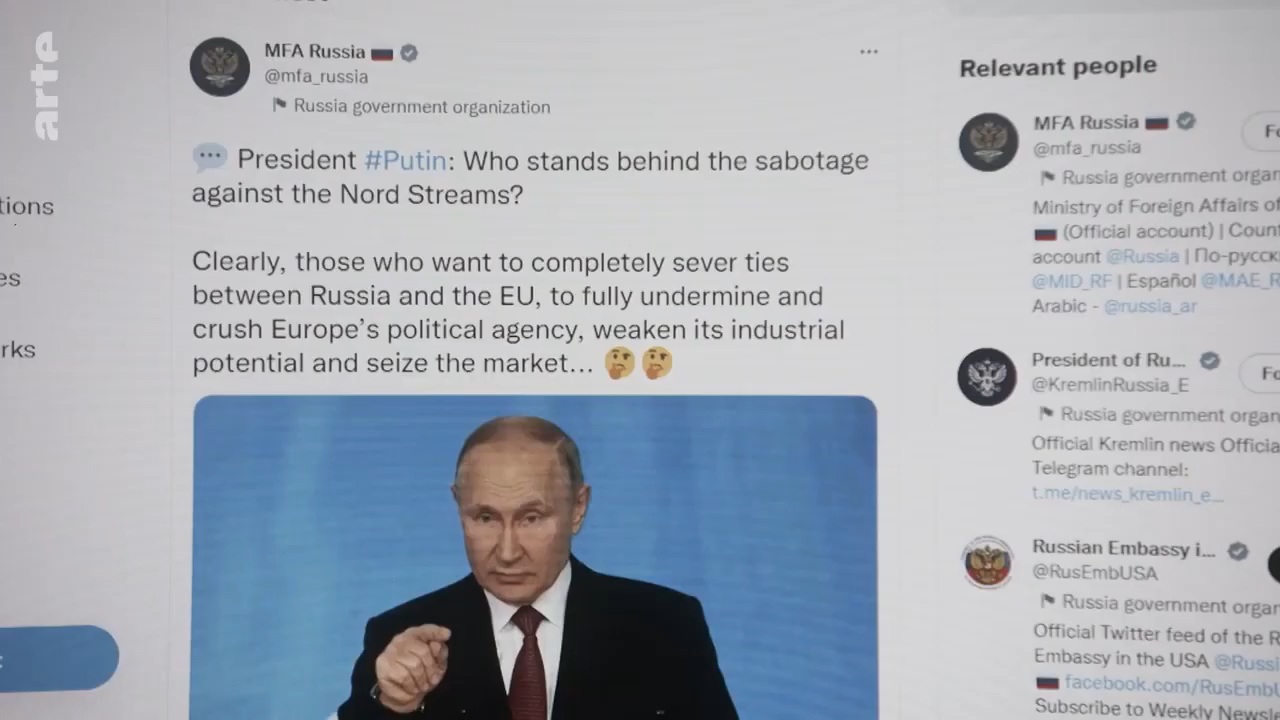 arte
MFA Russia
@mfa_russia
Russia government organization
President #Putin: Who stands behind the sabotage
against the Nord Streams?
Clearly, those who want to completely sever ties
between Russia and the EU, to fully undermine and
crush Europe's political agency, weaken its industrial
potential and seize the market...
tions
es
rks
Relevant people
MFA Russia
@mfa_russia
Fo
Russia government organ
Ministry of Foreign Affairs of
(Official account) | Count
account @Russia | По-русск
@MID_RF | Español @MAE_R
Arabic - @russia_ar
President of Ru...
@KremlinRussia_E
Fo
Russia government organ
Official Kremlin news Officia
Telegram channel:
t.me/news_kremlin_e...
Russian Embassy i...
@RusEmbUSA
Russia government organ
Official Twitter feed of the R
Embassy in the USA @Russi
facebook.com/RusEmbU
Subscribe to Weekly Newsle